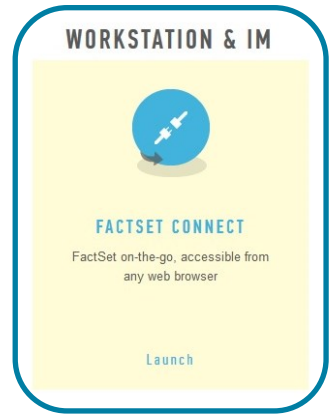 WORKSTATION & IM
FACTSET CONNECT
FactSet on-the-go, accessible from
any web browser
Launch